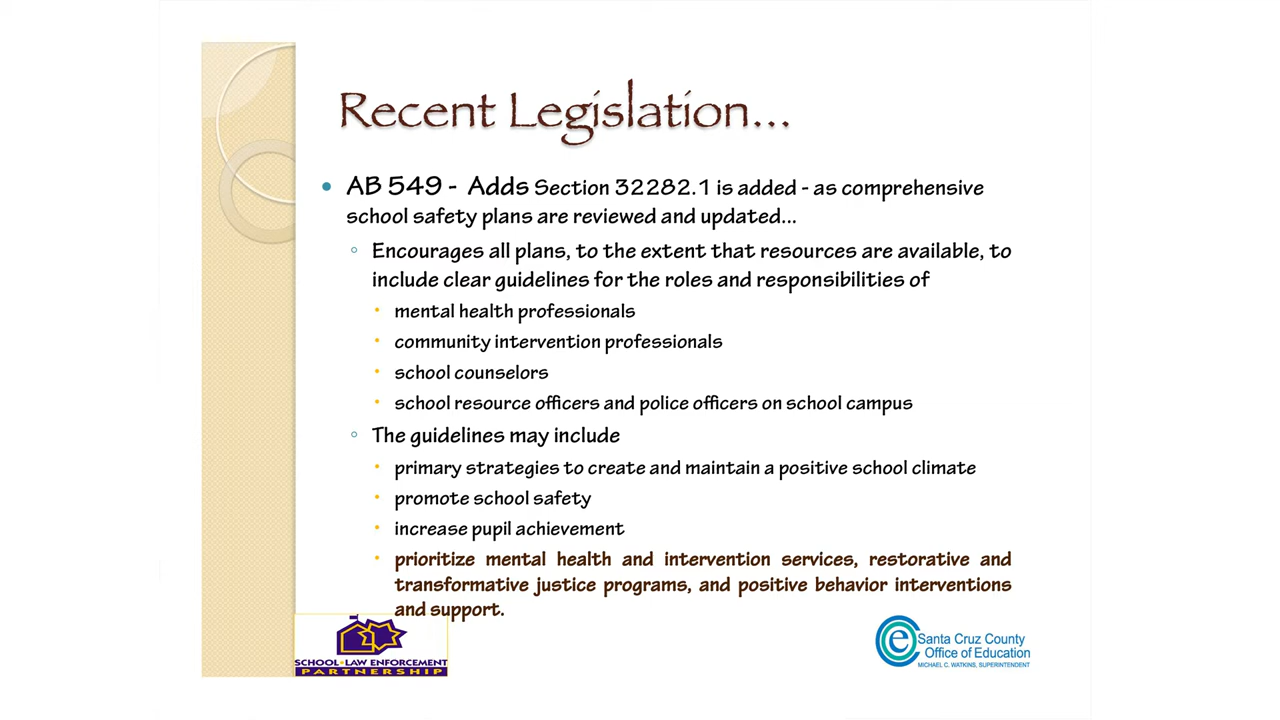 Recent Legislation...
AB 549 - Adds Section 32282.1 is added - as comprehensive
school safety plans are reviewed and updated...
Encourages all plans, to the extent that resources are available, to
include clear guidelines for the roles and responsibilities of
mental health professionals
community intervention professionals
school counselors
school resource officers and police officers on school campus
The guidelines may include
primary strategies to create and maintain a positive school climate
promote school safety
increase pupil achievement
prioritize mental health and intervention services, restorative and
transformative justice programs, and positive behavior interventions
and support.
SCHOOL LAW ENFORCEMENT
PARTNERSHIP
e
Santa Cruz County
Office of Education
MICHAEL C. WATKINS, SUPERINTENDENT